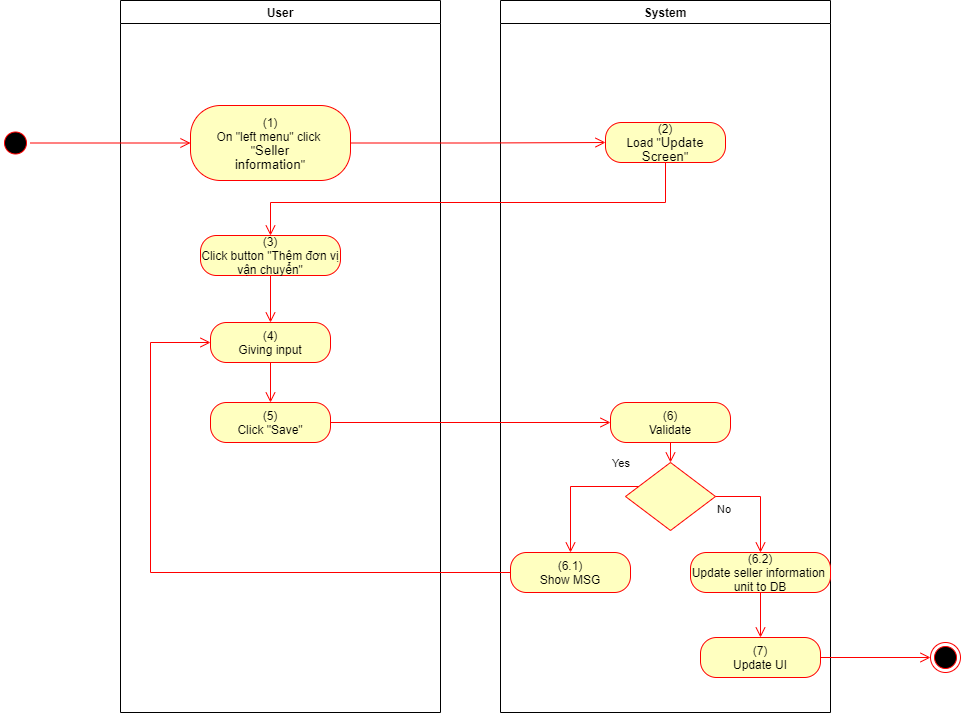 User
System
(1)
On "left menu" click
"Seller
information"
(2)
Load "Update
Screen"
(3)
Click button "Thêm đơn vị
vân chuyển"
(4)
Giving input
(5)
Click "Save"
(6)
Validate
Yes
No
(6.1)
Show MSG
(6.2)
Update seller information
unit to DB
(7)
Update UI